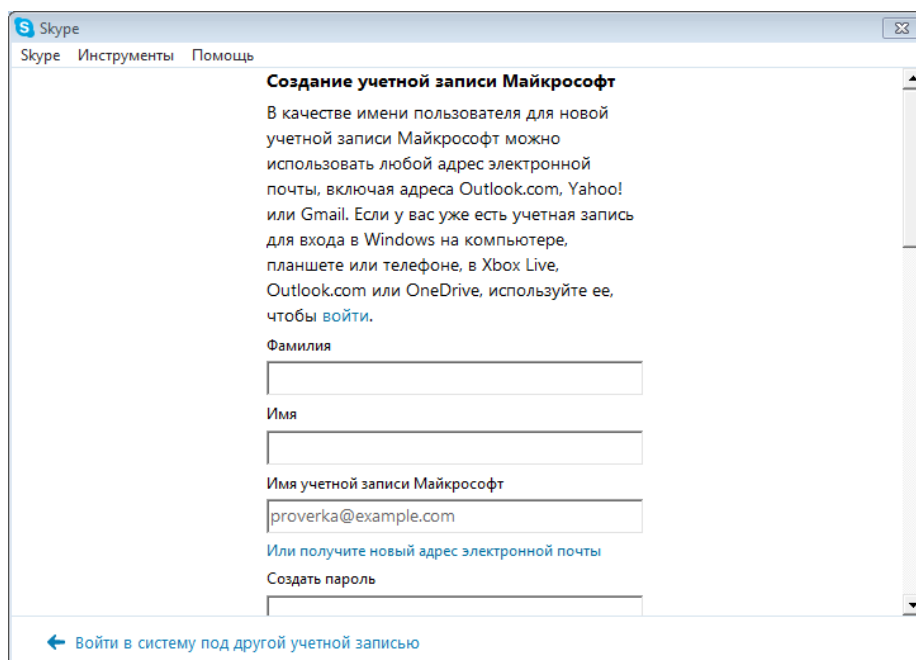 Skype
Skype Инструменты Помощь
Создание учетной записи Майкрософт
В качестве имени пользователя для новой
учетной записи Майкрософт можно
использовать любой адрес электронной
почты, включая адреса Outlook.com, Yahoo!
или Gmail. Если у вас уже есть учетная запись
для входа в Windows на компьютере,
планшете или телефоне, в Xbox Live,
Outlook.com или OneDrive, используйте ее,
чтобы войти.
Фамилия
Имя
Имя учетной записи Майкрософт
proverka@example.com
Или получите новый адрес электронной почты
Создать пароль
Войти в систему под другой учетной записью